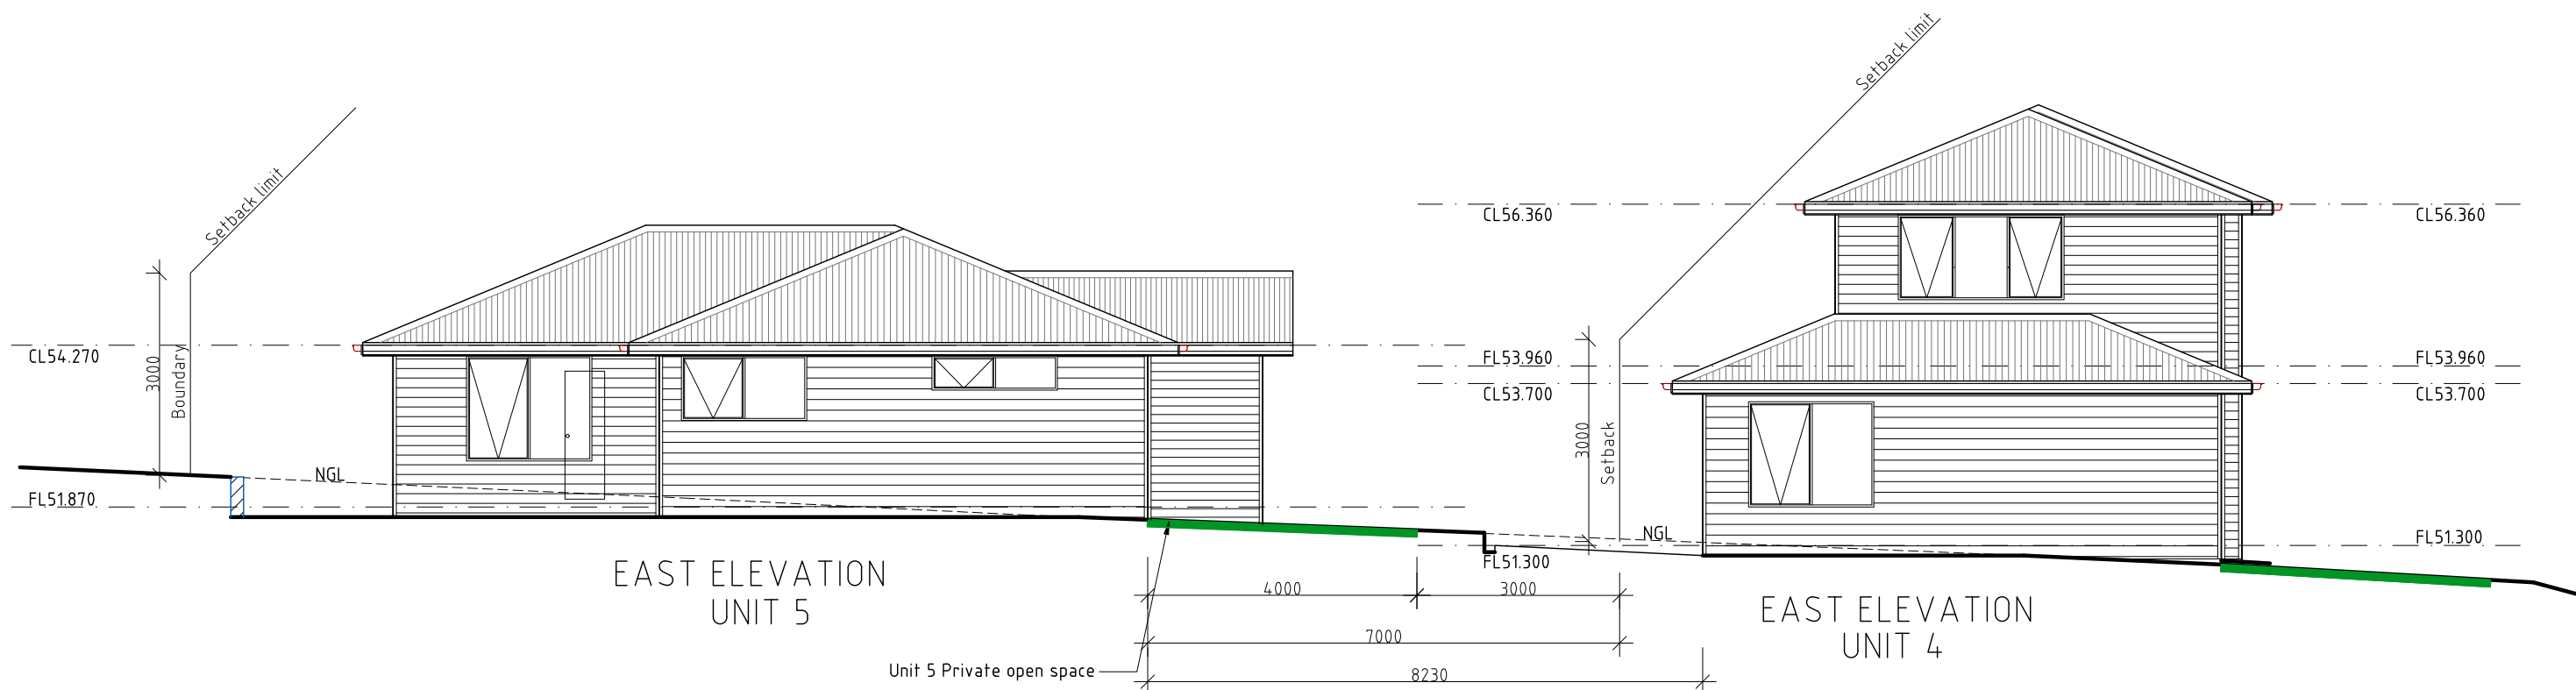 Setback limit
Setback limit
CL56.360
CL56.360
CL54.270
3000
Boundary
FL53.960
FL53.960
CL53.700
CL53.700
3000
Setback
NGL
FL51.870
NGL
FL51.300
FL51.300
EAST ELEVATION
UNIT 5
4000
3000
EAST ELEVATION
UNIT 4
7000
Unit 5 Private open space
8230